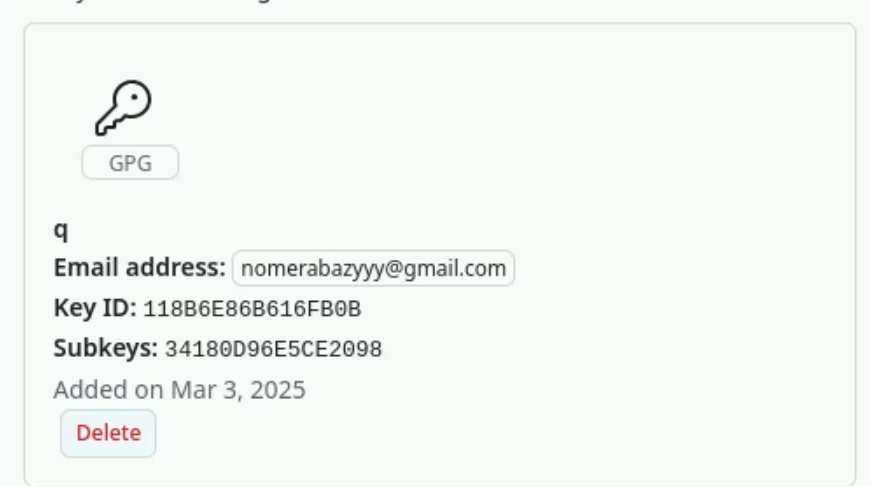 GPG
q
Email address: nomerabazyyy@gmail.com
Key ID: 118B6E86B616FB0B
Subkeys: 34180D96E5CE2098
Added on Mar 3, 2025
Delete